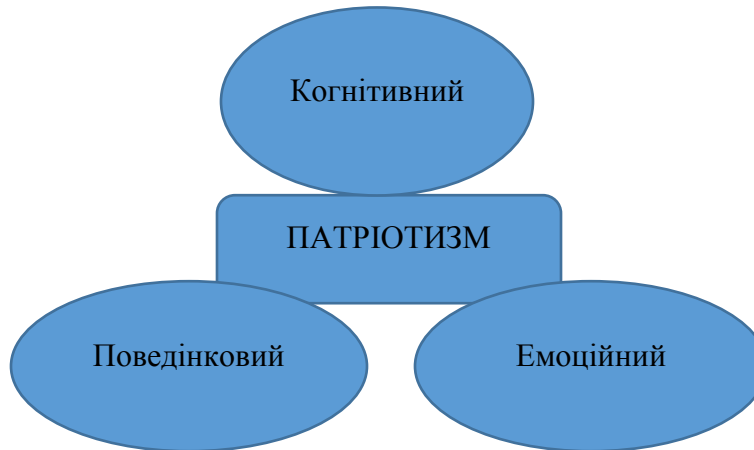 Когнітивний
ПАТРІОТИЗМ
Поведінковий
Емоційний